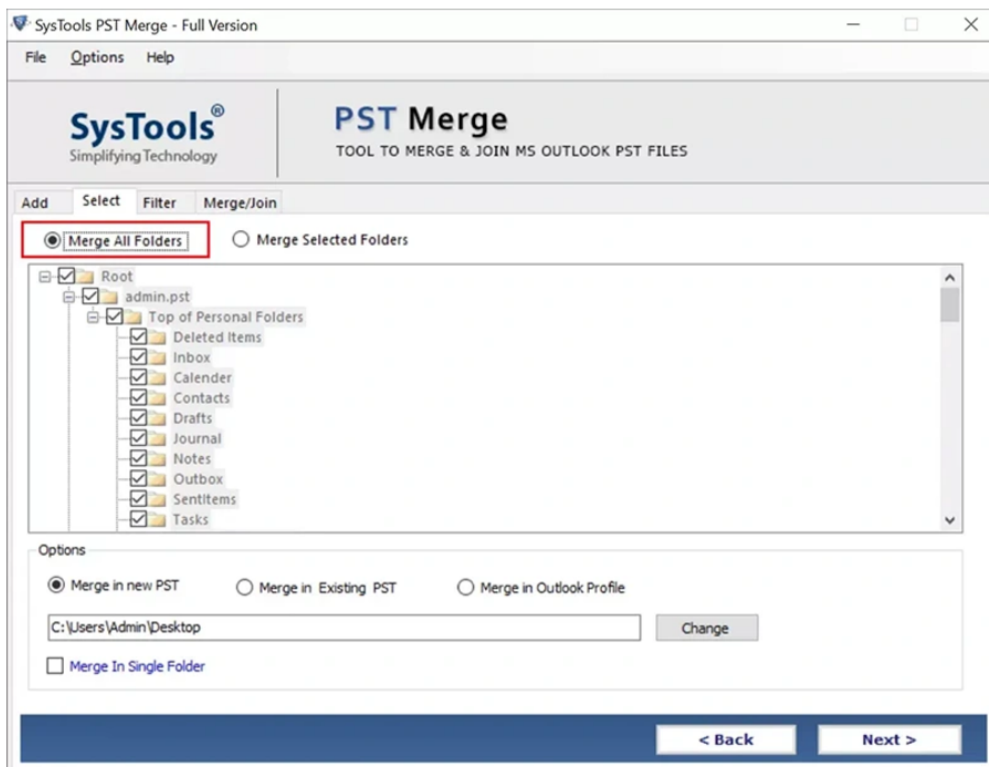 SysTools PST Merge - Full Version
File Options Help
SysTools®
Simplifying Technology
PST Merge
TOOL TO MERGE & JOIN MS OUTLOOK PST FILES
Add Select Filter Merge/Join
Merge All Folders Merge Selected Folders
Root
admin.pst
Top of Personal Folders
Deleted Items
Inbox
Calender
Contacts
Drafts
Journal
Notes
Outbox
SentItems
Tasks
Options
Merge in new PST Merge in Existing PST Merge in Outlook Profile
C:\Users\Admin\Desktop Change
Merge In Single Folder
< Back Next >